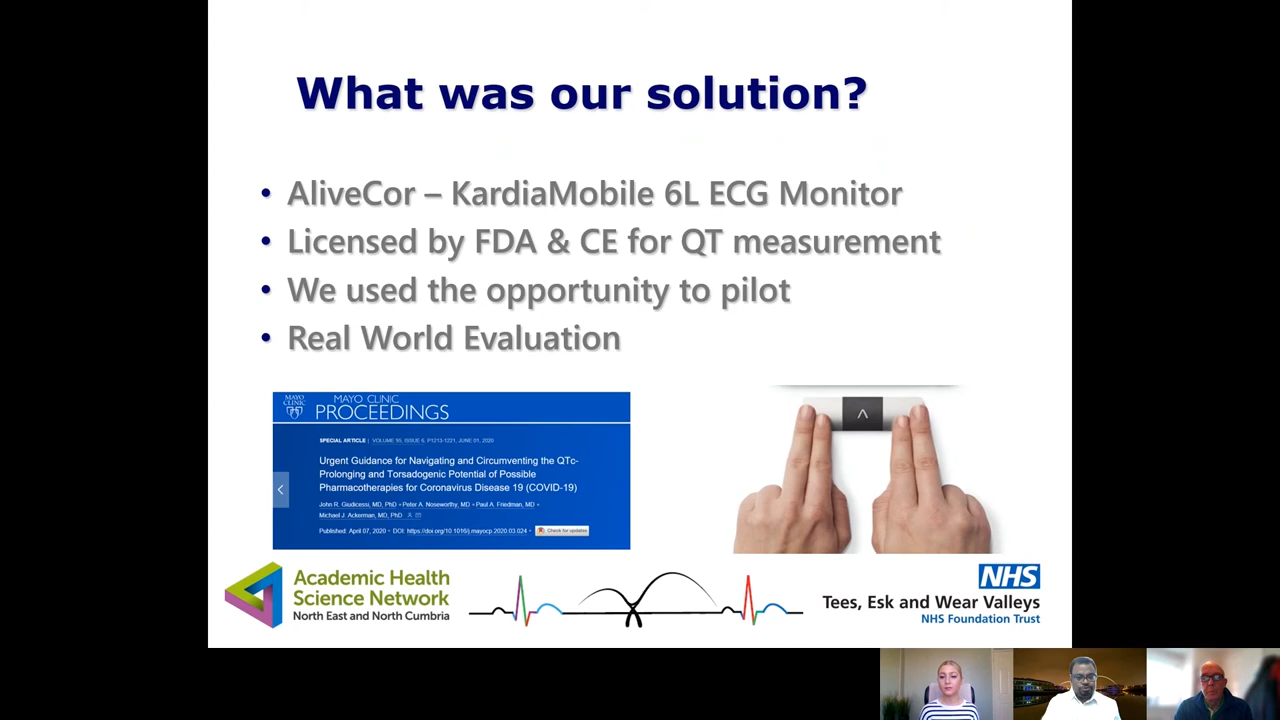 What was our solution?
• AliveCor – KardiaMobile 6L ECG Monitor
• Licensed by FDA & CE for QT measurement
• We used the opportunity to pilot
• Real World Evaluation
MAYO CLINIC
MAYO CLINIC
PROCEEDINGS
SPECIAL ARTICLE | VOLUME 95, ISSUE 6, P1213-1221, JUNE 01, 2020
Urgent Guidance for Navigating and Circumventing the QTc-
Prolonging and Torsadogenic Potential of Possible
Pharmacotherapies for Coronavirus Disease 19 (COVID-19)
John R. Giudicessi, MD, PhD • Peter A. Noseworthy, MD • Paul A. Friedman, MD •
Michael J. Ackerman, MD, PhD
Published: April 07, 2020 • DOI: https://doi.org/10.1016/j.mayocp.2020.03.024 • Check for updates
Academic Health
Science Network
North East and North Cumbria
NHS
Tees, Esk and Wear Valleys
NHS Foundation Trust